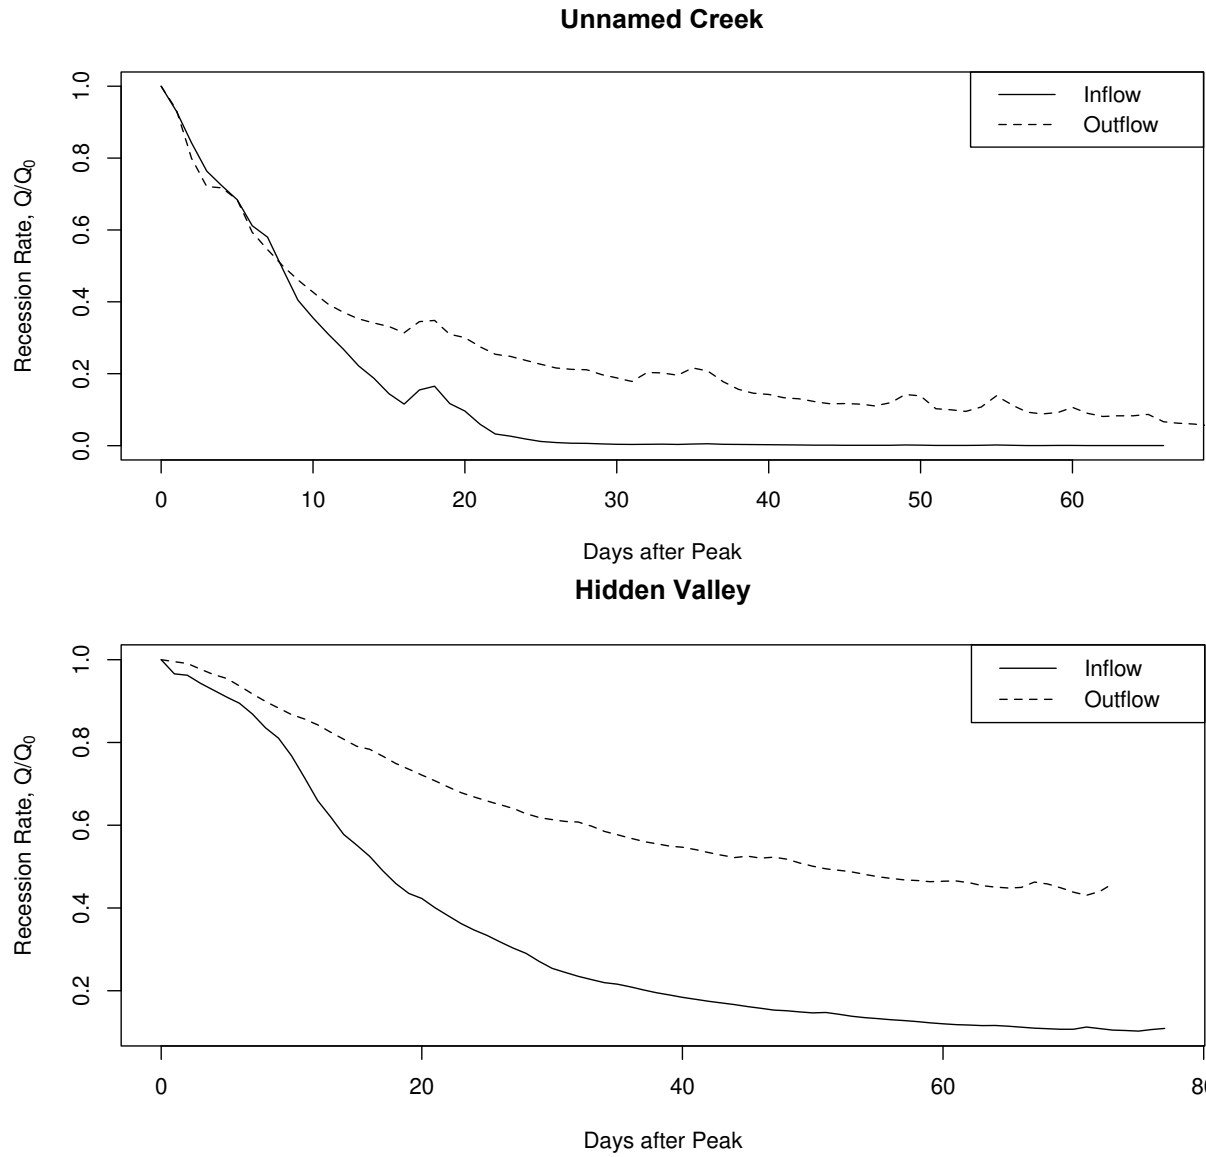 Unnamed Creek
Inflow
Outflow
Recession Rate, Q/Q0
1.0
0.8
0.6
0.4
0.2
0.0
0 10 20 30 40 50 60
Days after Peak
Hidden Valley
Inflow
Outflow
Recession Rate, Q/Q0
1.0
0.8
0.6
0.4
0.2
0 20 40 60 80
Days after Peak